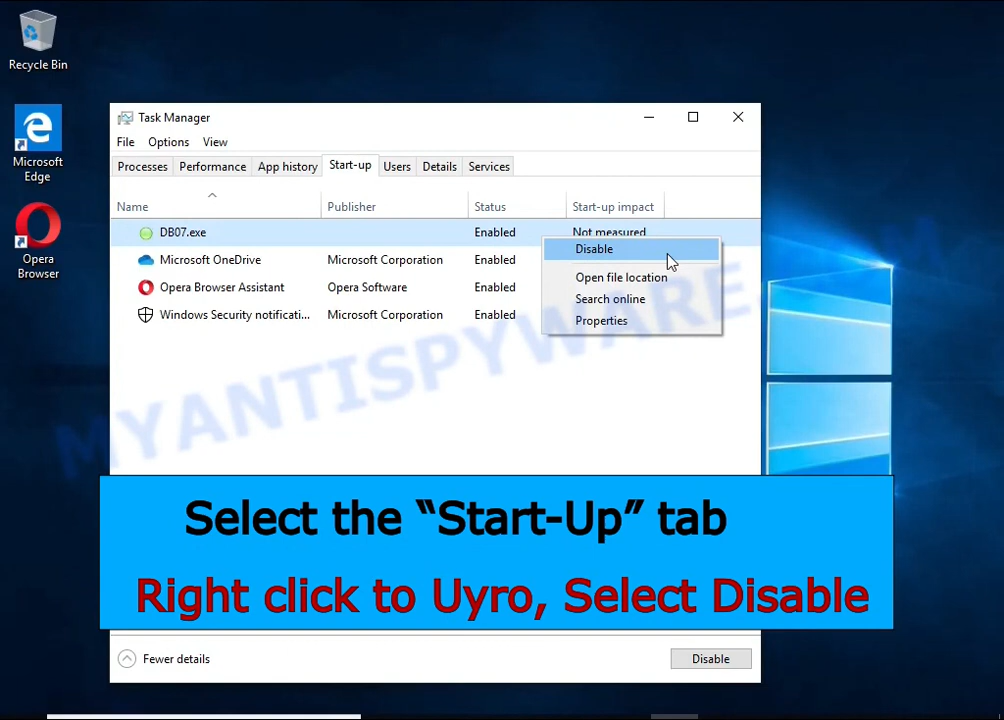 Recycle Bin
Microsoft
Edge
Opera
Browser
Task Manager
File Options View
Processes Performance App history Start-up Users Details Services
Name Publisher Status Start-up impact
DB07.exe Enabled Not measured
Microsoft OneDrive Microsoft Corporation Enabled
Opera Browser Assistant Opera Software Enabled
Windows Security notificati... Microsoft Corporation Enabled
Disable
Open file location
Search online
Properties
MYANTISPYWARE.COM
Select the “Start-Up” tab
Right click to Uyro, Select Disable
Fewer details Disable